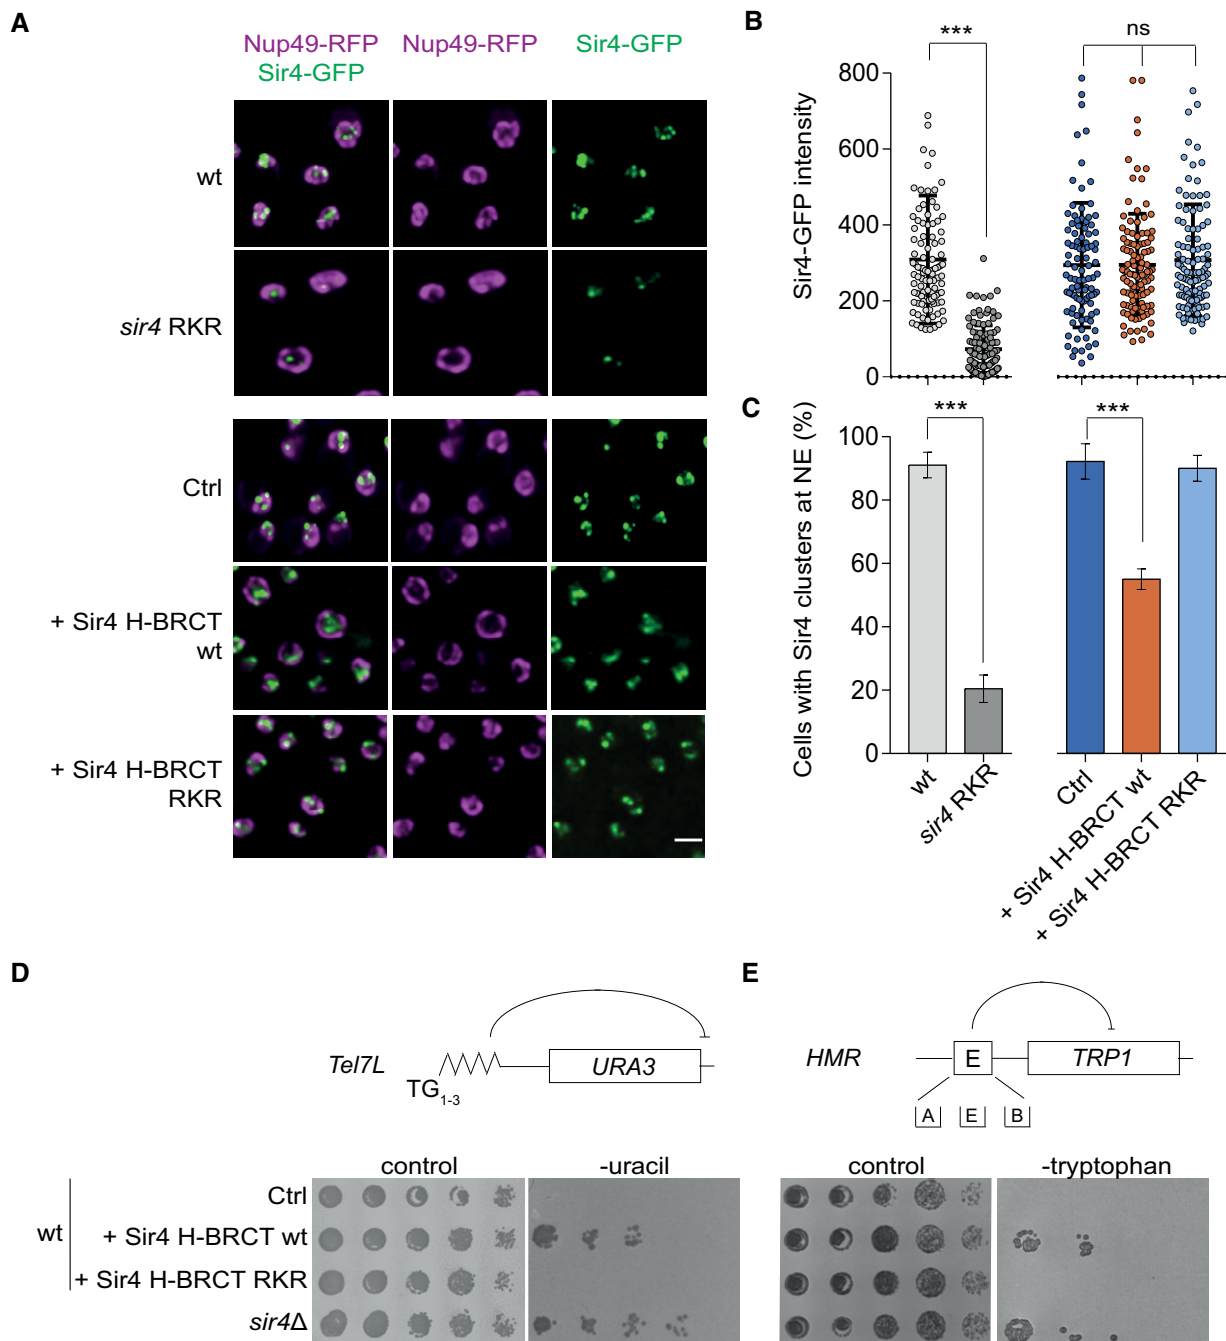 A
Nup49-RFP
Sir4-GFP
Nup49-RFP
Sir4-GFP
wt
sir4 RKR
Ctrl
+ Sir4 H-BRCT
wt
+ Sir4 H-BRCT
RKR
B
***
ns
Sir4-GFP intensity
800
600
400
200
0
C
***
***
Cells with Sir4 clusters at NE (%)
100
80
60
40
20
0
wt
sir4 RKR
Ctrl
+ Sir4 H-BRCT wt
+ Sir4 H-BRCT RKR
D
Tel7L
TG1-3
URA3
control
-uracil
wt
Ctrl
+ Sir4 H-BRCT wt
+ Sir4 H-BRCT RKR
sir4Δ
E
HMR
E
TRP1
A E B
control
-tryptophan